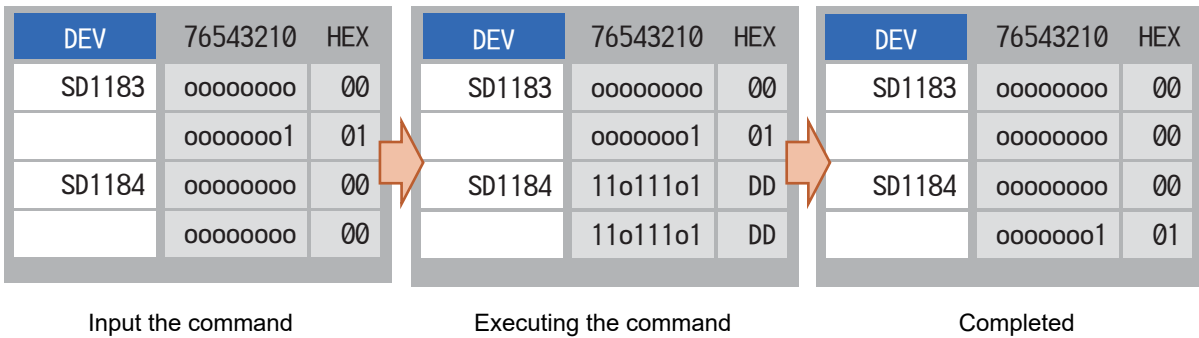 DEV 76543210 HEX DEV 76543210 HEX DEV 76543210 HEX
SD1183 oooooooo 00 SD1183 oooooooo 00 SD1183 oooooooo 00
ooooooo1 01 ooooooo1 01 oooooooo 00
SD1184 oooooooo 00 SD1184 11o111o1 DD SD1184 oooooooo 00
oooooooo 00 11o111o1 DD ooooooo1 01
Input the command Executing the command Completed